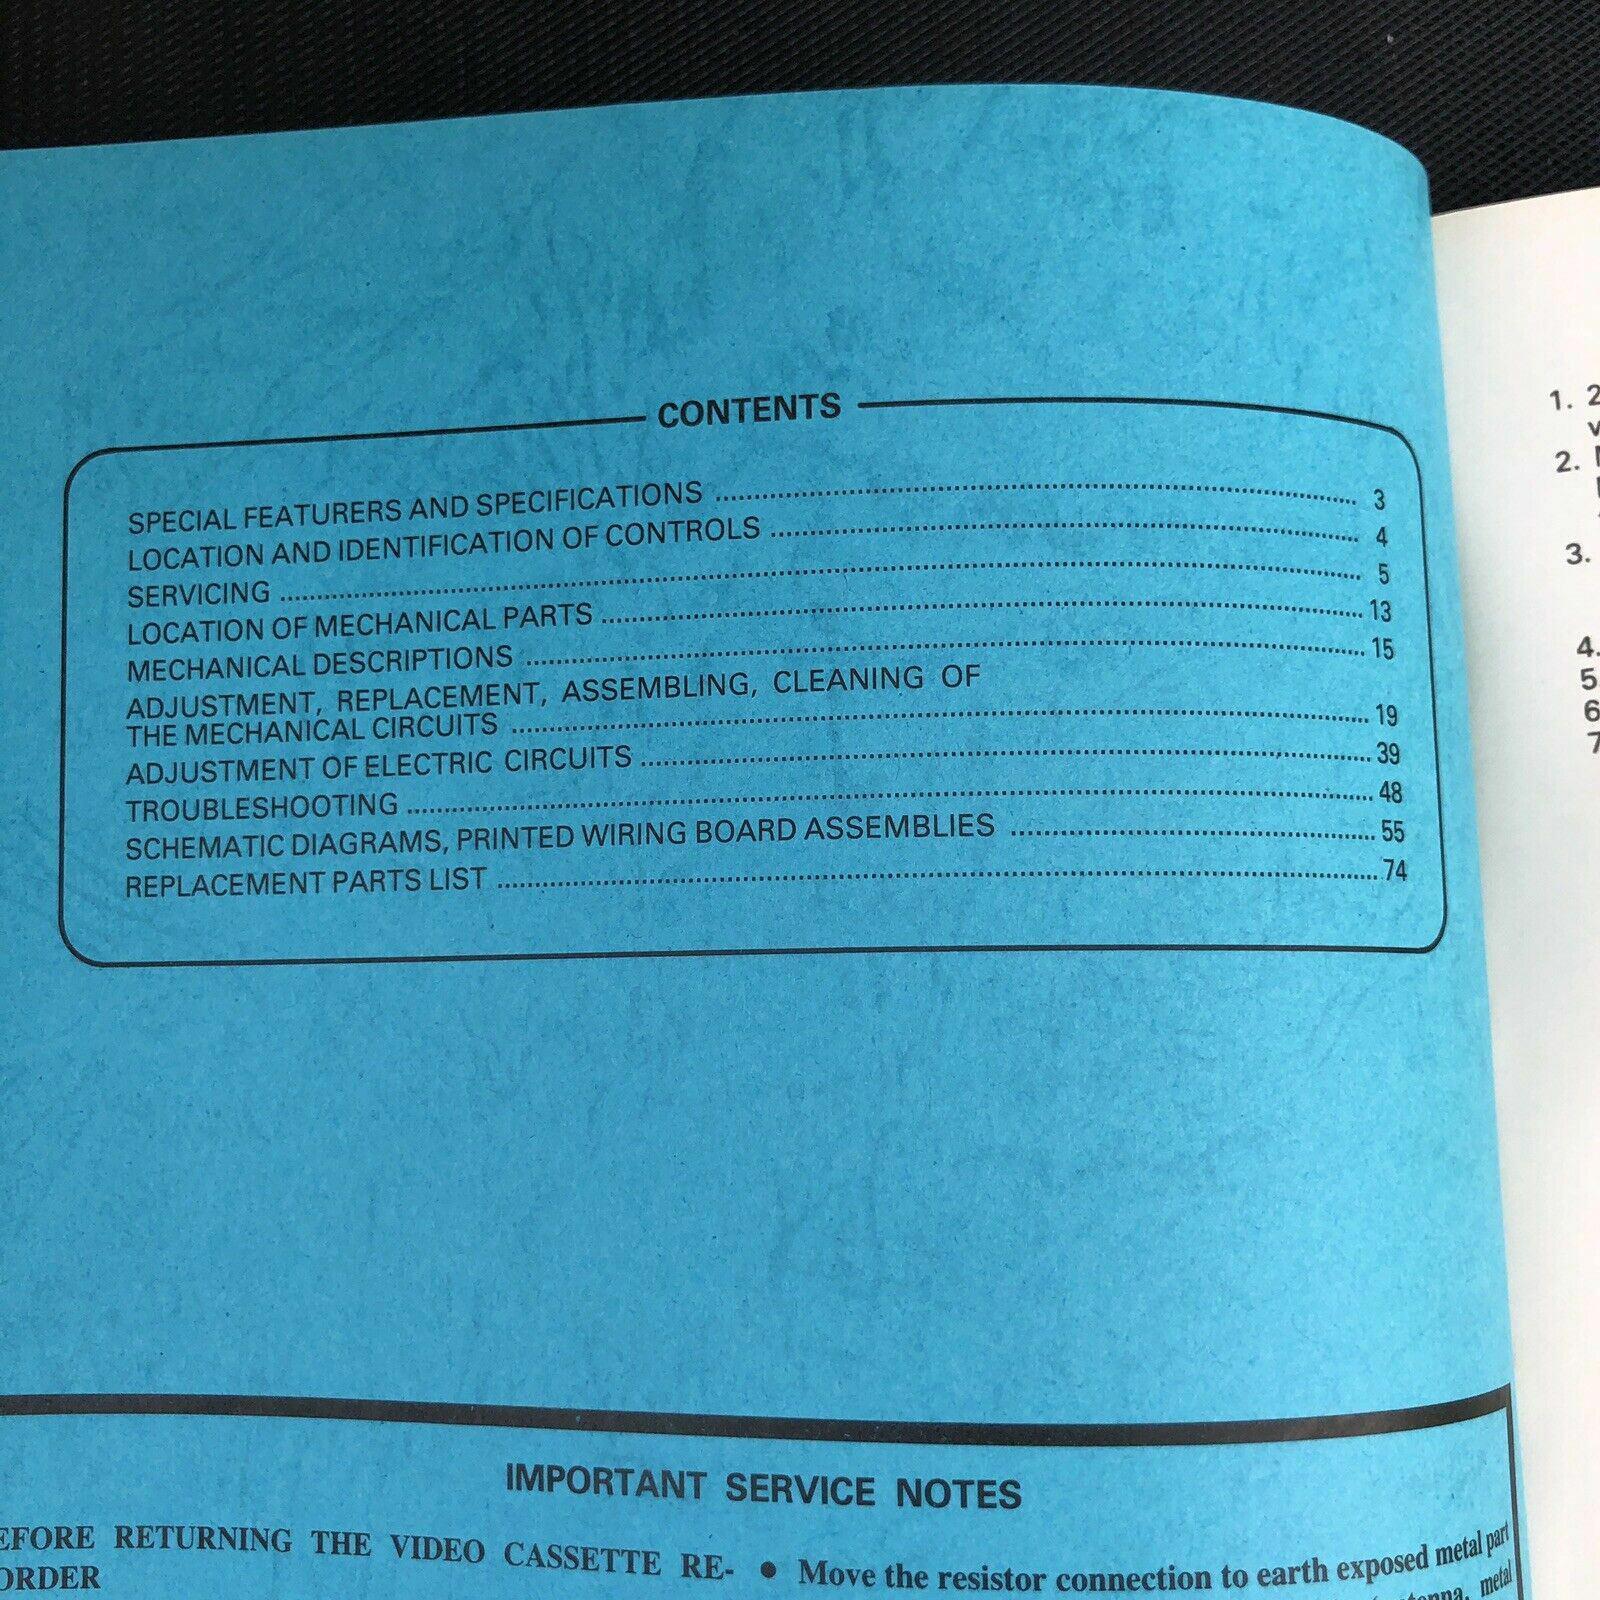 CONTENTS
SPECIAL FEATURERS AND SPECIFICATIONS ........ 3
LOCATION AND IDENTIFICATION OF CONTROLS ........ 4
SERVICING ........ 5
LOCATION OF MECHANICAL PARTS ........ 13
MECHANICAL DESCRIPTIONS ........ 15
ADJUSTMENT, REPLACEMENT, ASSEMBLING, CLEANING OF
THE MECHANICAL CIRCUITS ........ 19
ADJUSTMENT OF ELECTRIC CIRCUITS ........ 39
TROUBLESHOOTING ........ 48
SCHEMATIC DIAGRAMS, PRINTED WIRING BOARD ASSEMBLIES ........ 55
REPLACEMENT PARTS LIST ........ 74
IMPORTANT SERVICE NOTES
EFORE RETURNING THE VIDEO CASSETTE RE-
ORDER
● Move the resistor connection to earth exposed metal part
metal
1. 2
2.
3.
4.
5.
6
7